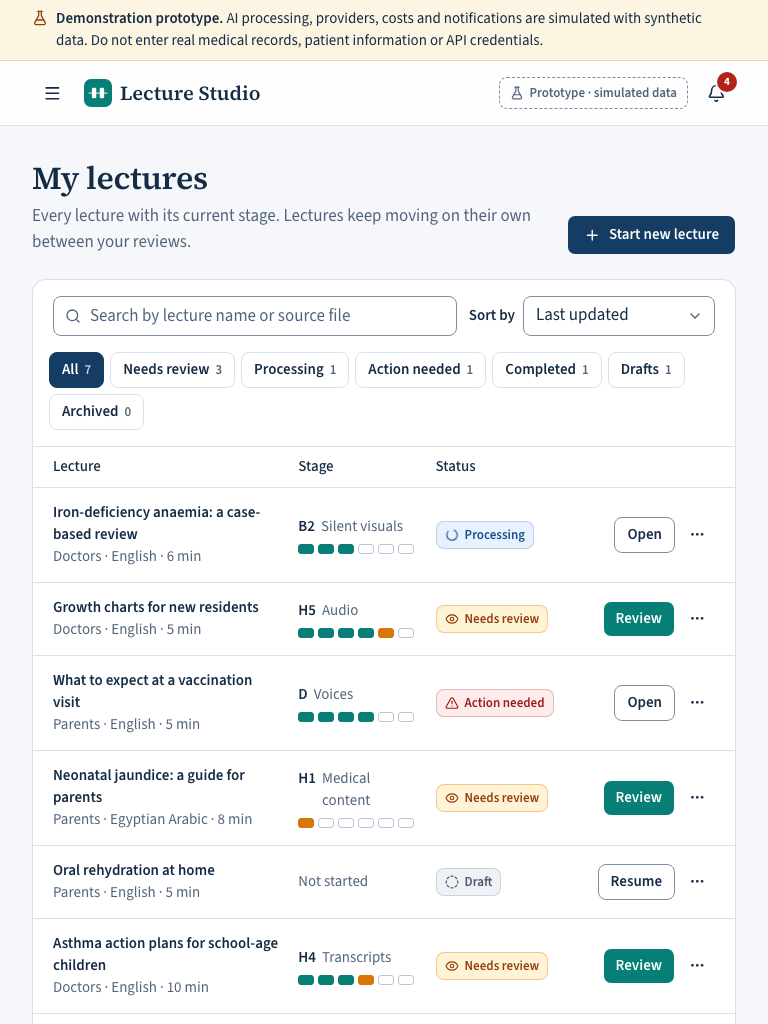 Demonstration prototype. AI processing, providers, costs and notifications are simulated with synthetic
data. Do not enter real medical records, patient information or API credentials.
Lecture Studio
Prototype · simulated data
4
My lectures
Every lecture with its current stage. Lectures keep moving on their own
between your reviews.
+ Start new lecture
Search by lecture name or source file
Sort by
Last updated
All 7
Needs review 3
Processing 1
Action needed 1
Completed 1
Drafts 1
Archived 0
Lecture
Stage
Status
Iron-deficiency anaemia: a case-
based review
Doctors · English · 6 min
B2 Silent visuals
Processing
Open
Growth charts for new residents
Doctors · English · 5 min
H5 Audio
Needs review
Review
What to expect at a vaccination
visit
Parents · English · 5 min
D Voices
Action needed
Open
Neonatal jaundice: a guide for
parents
Parents · Egyptian Arabic · 8 min
H1 Medical
content
Needs review
Review
Oral rehydration at home
Parents · English · 5 min
Not started
Draft
Resume
Asthma action plans for school-age
children
Doctors · English · 10 min
H4 Transcripts
Needs review
Review